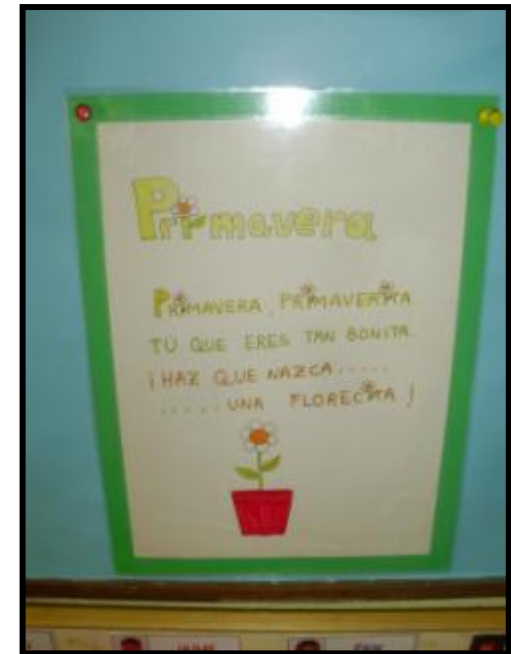 Primavera
PRIMAVERA, PRIMAVERITA
TÚ QUE ERES TAN BONITA
¡HAZ QUE NAZCA.....
.....UNA FLORECITA!